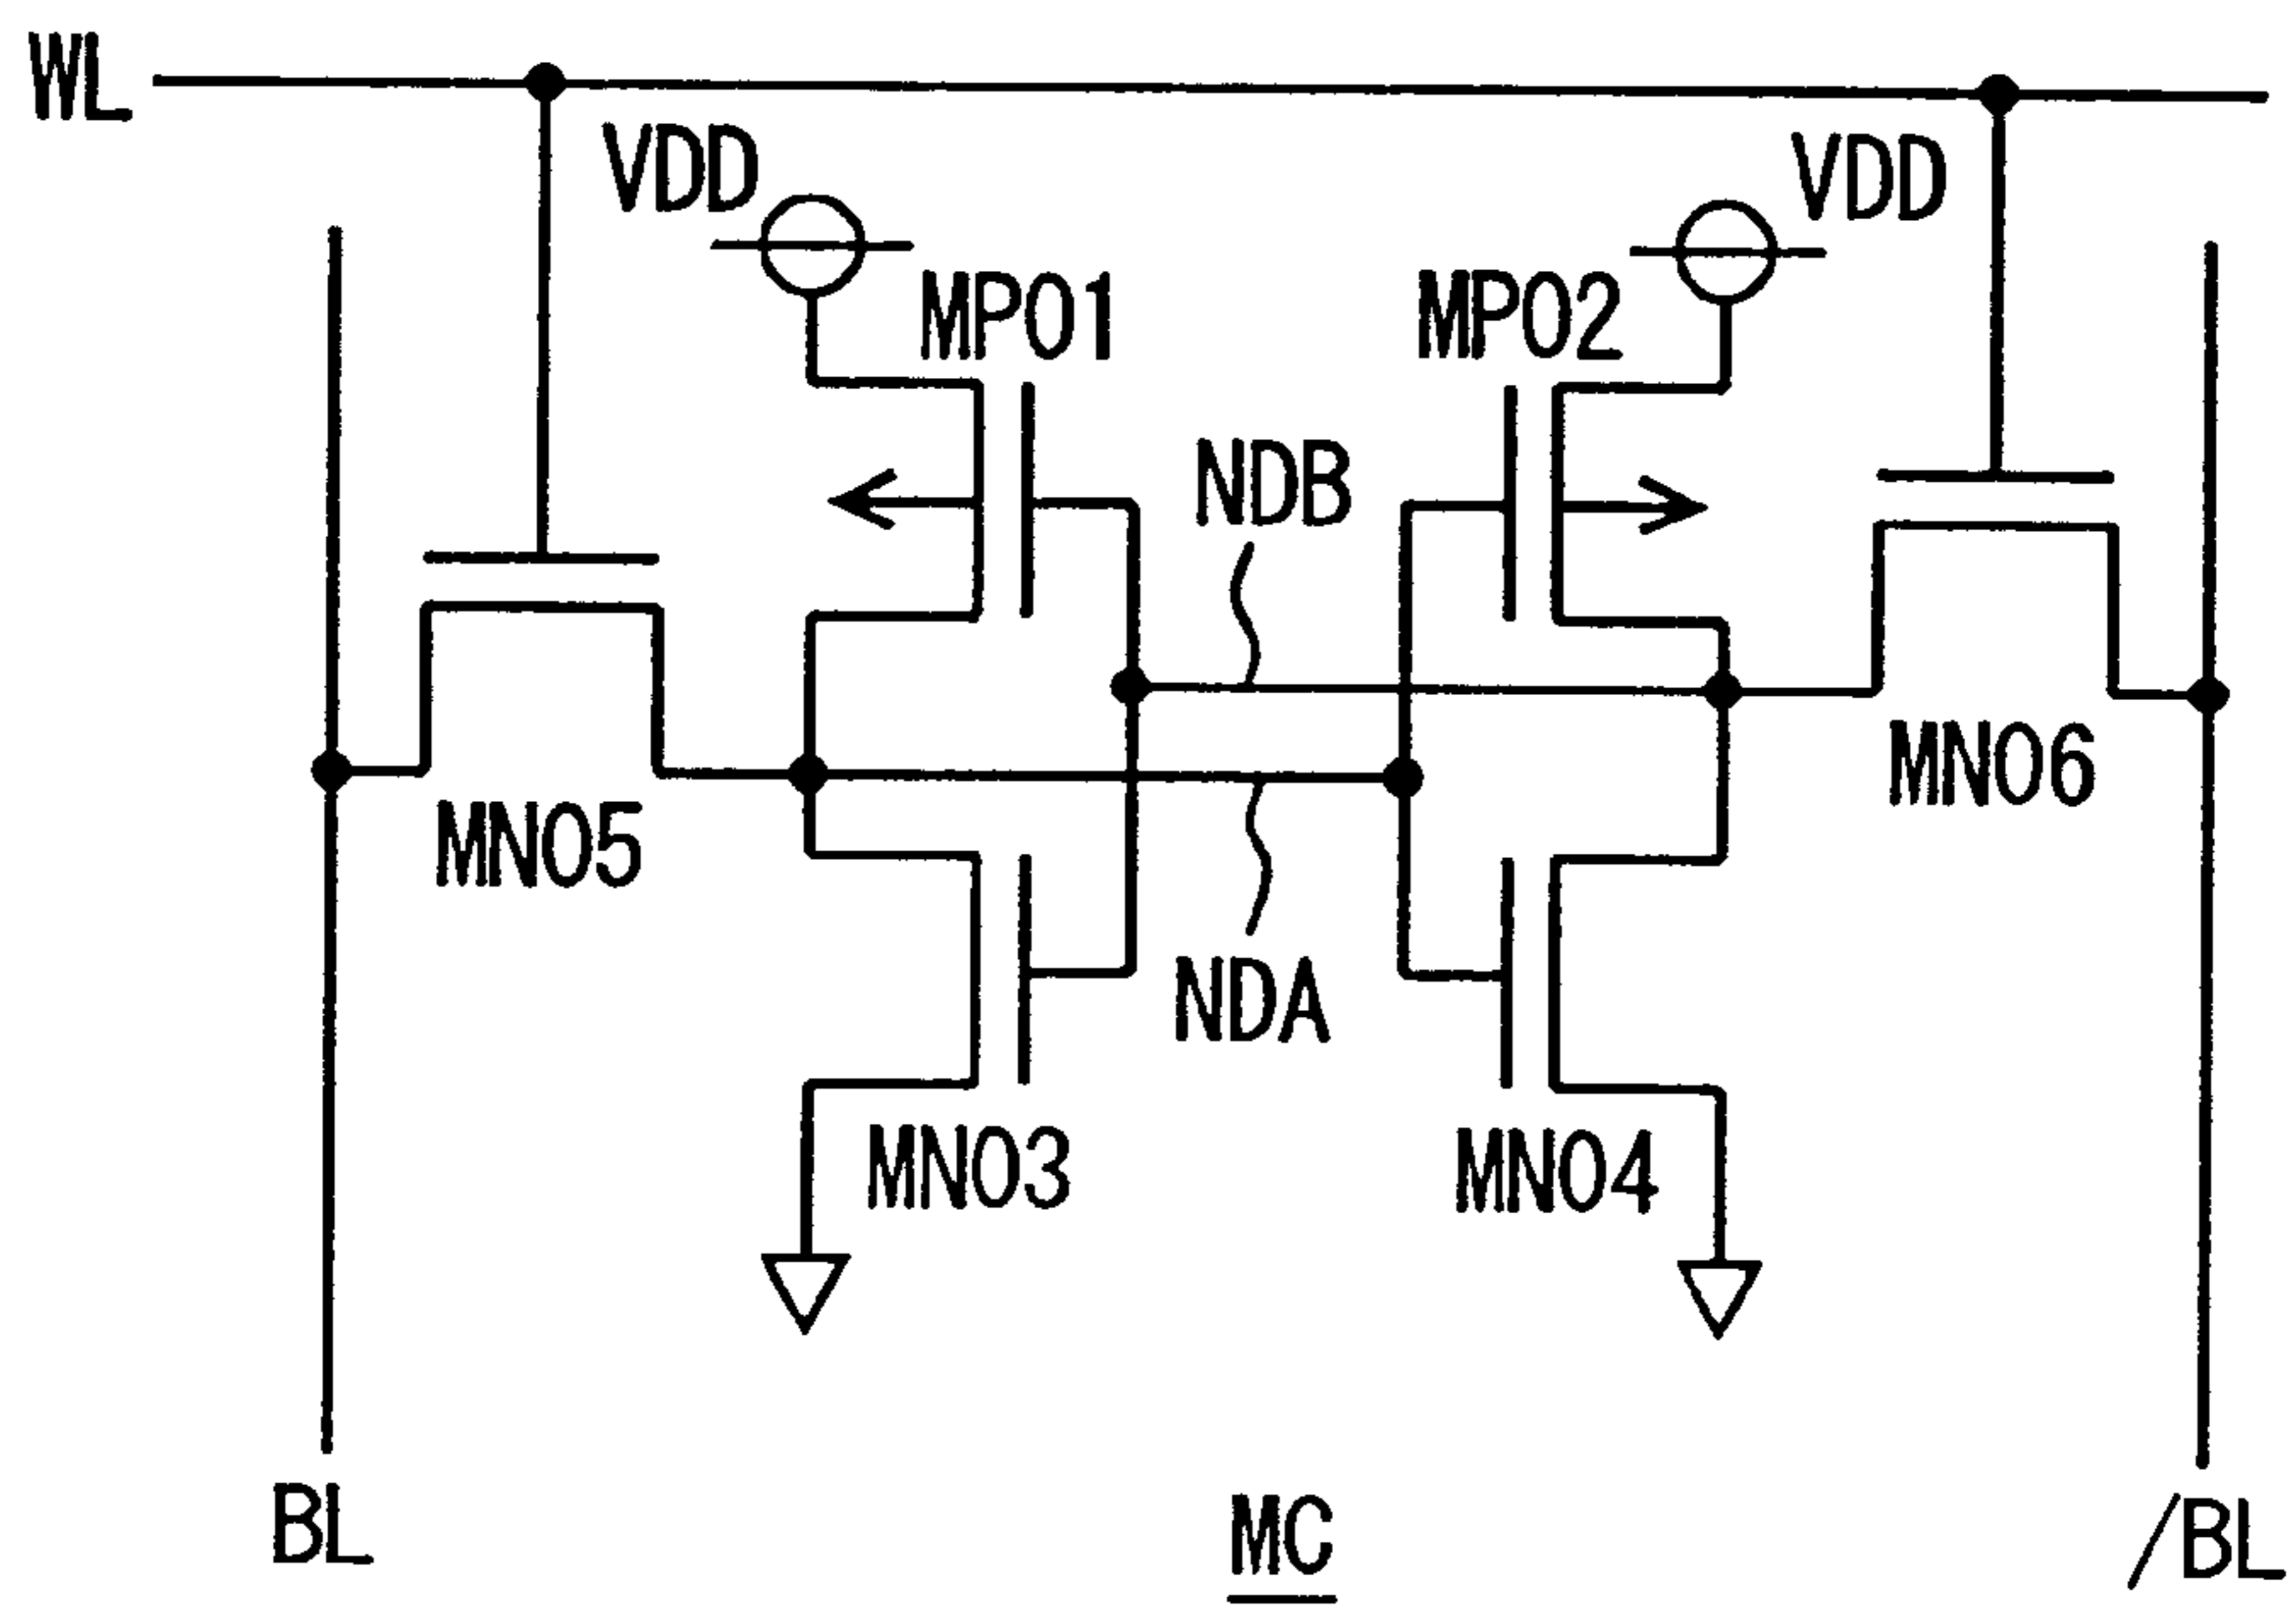 WL
VDD
VDD
MP01
MP02
NDB
MN05
MN06
NDA
MN03
MN04
BL
MC
/BL